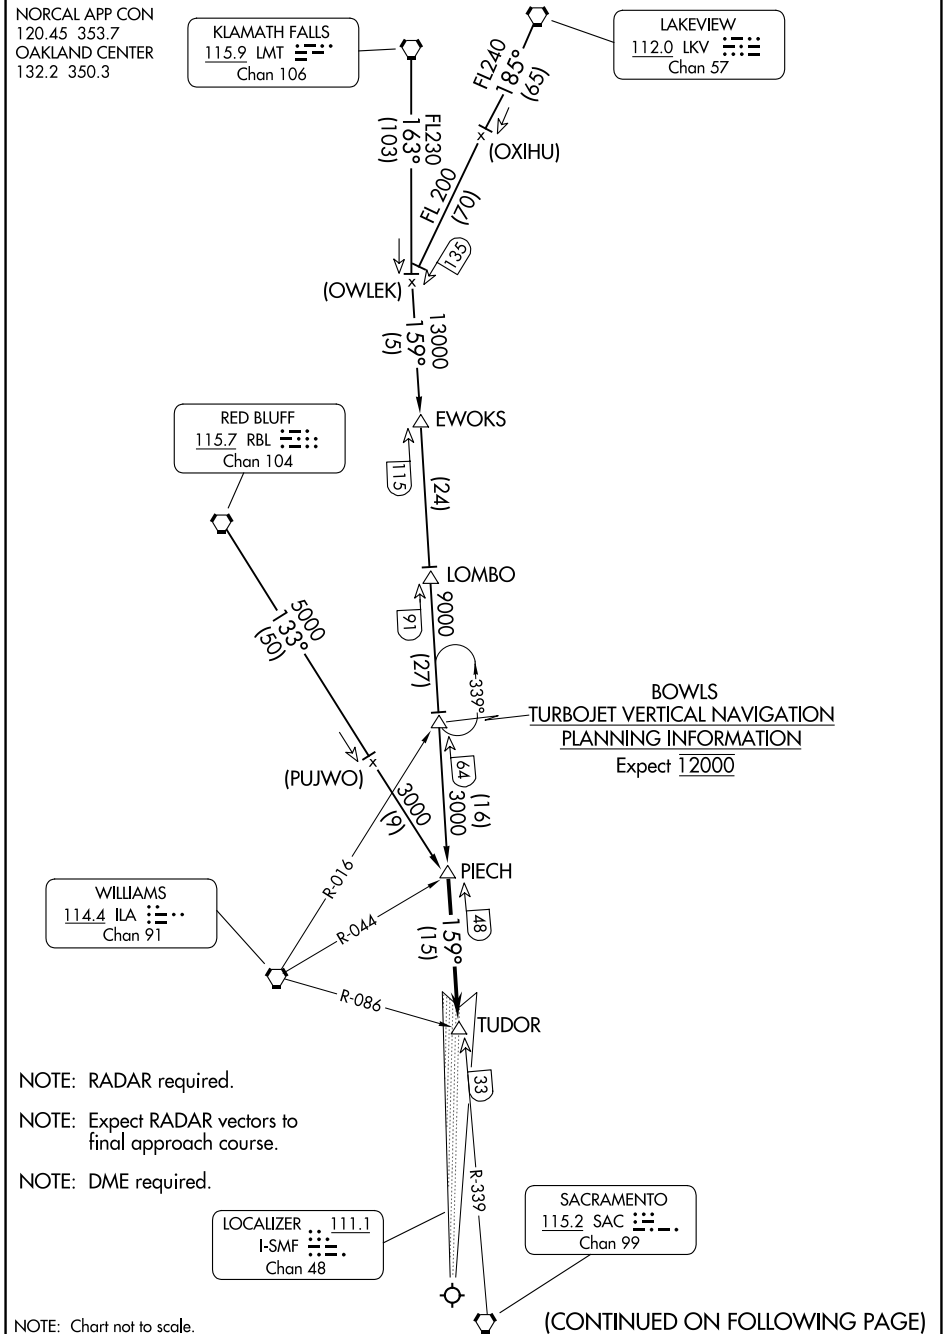 NORCAL APP CON
120.45 353.7
OAKLAND CENTER
132.2 350.3
KLAMATH FALLS
115.9 LMT
Chan 106
LAKEVIEW
112.0 LKV
Chan 57
FL240
185°
(65)
(OXIHU)
FL230
163°
(103)
FL 200
(70)
135
(OWLEK)
13000
159°
(5)
EWOKS
115
RED BLUFF
115.7 RBL
Chan 104
(24)
LOMBO
91
9000
(27)
339°
5000
133°
(50)
BOWLS
TURBOJET VERTICAL NAVIGATION
PLANNING INFORMATION
Expect 12000
(PUJWO)
64
(16)
3000
3000
(9)
PIECH
R-016
WILLIAMS
114.4 ILA
Chan 91
R-044
48
159°
(15)
R-086
TUDOR
33
NOTE: RADAR required.
NOTE: Expect RADAR vectors to
final approach course.
NOTE: DME required.
R-339
LOCALIZER 111.1
I-SMF
Chan 48
SACRAMENTO
115.2 SAC
Chan 99
NOTE: Chart not to scale.
(CONTINUED ON FOLLOWING PAGE)